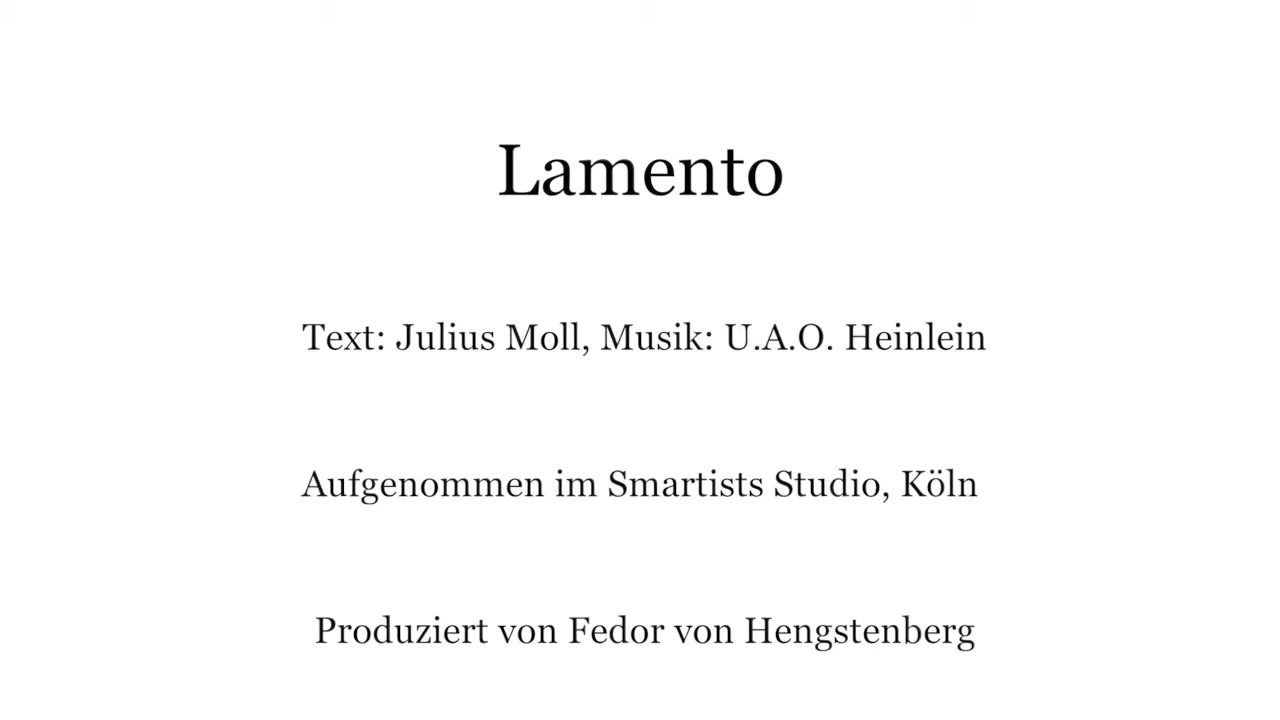 Lamento
Text: Julius Moll, Musik: U.A.O. Heinlein
Aufgenommen im Smartists Studio, Köln
Produziert von Fedor von Hengstenberg